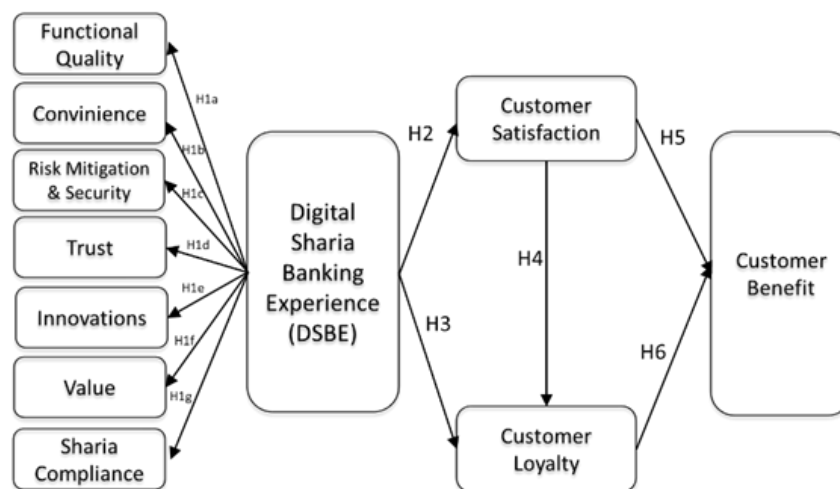 Functional
Quality
H1a
Convinience
H1b
Risk Mitigation
& Security
H1c
Trust
H1d
H1e
Innovations
H1f
Value
H1g
Sharia
Compliance
Digital
Sharia
Banking
Experience
(DSBE)
H2
H3
Customer
Satisfaction
H4
Customer
Loyalty
H5
H6
Customer
Benefit